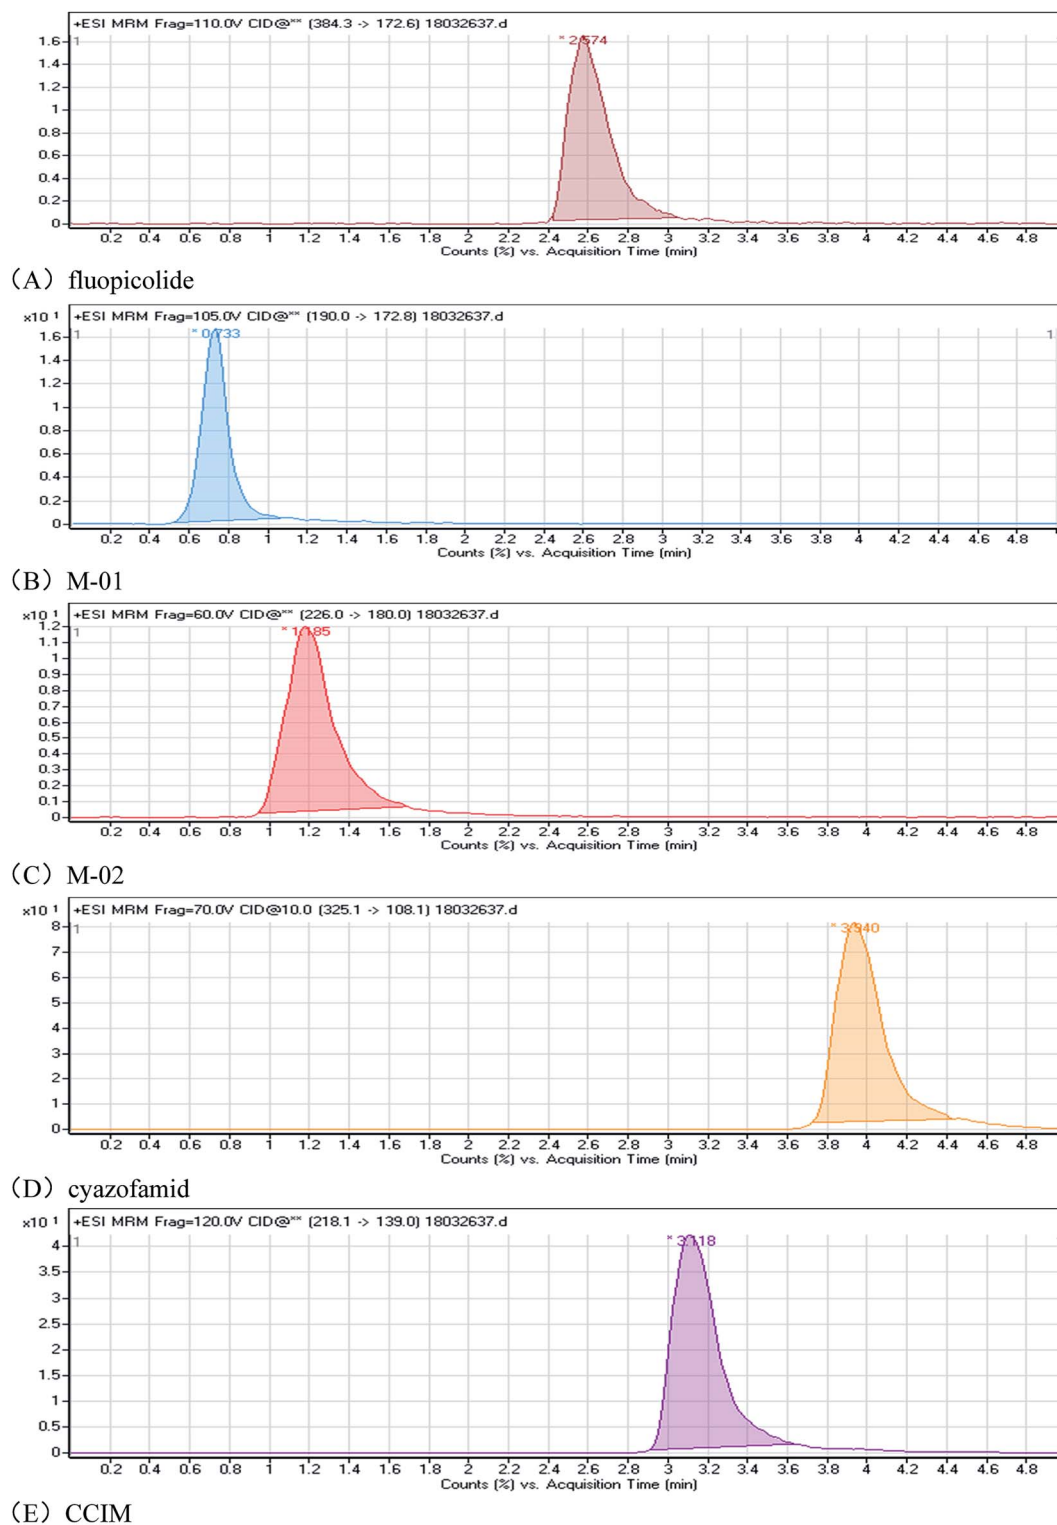 +ESI MRM Frag=110.0V CID@** (384.3 -> 172.6) 18032637.d
1
* 2.574
1.6
1.4
1.2
1
0.8
0.6
0.4
0.2
0
0.2 0.4 0.6 0.8 1 1.2 1.4 1.6 1.8 2 2.2 2.4 2.6 2.8 3 3.2 3.4 3.6 3.8 4 4.2 4.4 4.6 4.8
Counts (%) vs. Acquisition Time (min)
（A）fluopicolide
x10 1
+ESI MRM Frag=105.0V CID@** (190.0 -> 172.8) 18032637.d
1
* 0.733
1
1.6
1.4
1.2
1
0.8
0.6
0.4
0.2
0
0.2 0.4 0.6 0.8 1 1.2 1.4 1.6 1.8 2 2.2 2.4 2.6 2.8 3 3.2 3.4 3.6 3.8 4 4.2 4.4 4.6 4.8
Counts (%) vs. Acquisition Time (min)
（B）M-01
x10 1
+ESI MRM Frag=60.0V CID@** (226.0 -> 180.0) 18032637.d
1
* 1.185
1.2
1.1
1
0.9
0.8
0.7
0.6
0.5
0.4
0.3
0.2
0.1
0
0.2 0.4 0.6 0.8 1 1.2 1.4 1.6 1.8 2 2.2 2.4 2.6 2.8 3 3.2 3.4 3.6 3.8 4 4.2 4.4 4.6 4.8
Counts (%) vs. Acquisition Time (min)
（C）M-02
x10 1
+ESI MRM Frag=70.0V CID@10.0 (325.1 -> 108.1) 18032637.d
1
* 3.940
8
7
6
5
4
3
2
1
0
0.2 0.4 0.6 0.8 1 1.2 1.4 1.6 1.8 2 2.2 2.4 2.6 2.8 3 3.2 3.4 3.6 3.8 4 4.2 4.4 4.6 4.8
Counts (%) vs. Acquisition Time (min)
（D）cyazofamid
x10 1
+ESI MRM Frag=120.0V CID@** (218.1 -> 139.0) 18032637.d
1
* 3.118
4
3.5
3
2.5
2
1.5
1
0.5
0
0.2 0.4 0.6 0.8 1 1.2 1.4 1.6 1.8 2 2.2 2.4 2.6 2.8 3 3.2 3.4 3.6 3.8 4 4.2 4.4 4.6 4.8
Counts (%) vs. Acquisition Time (min)
（E）CCIM